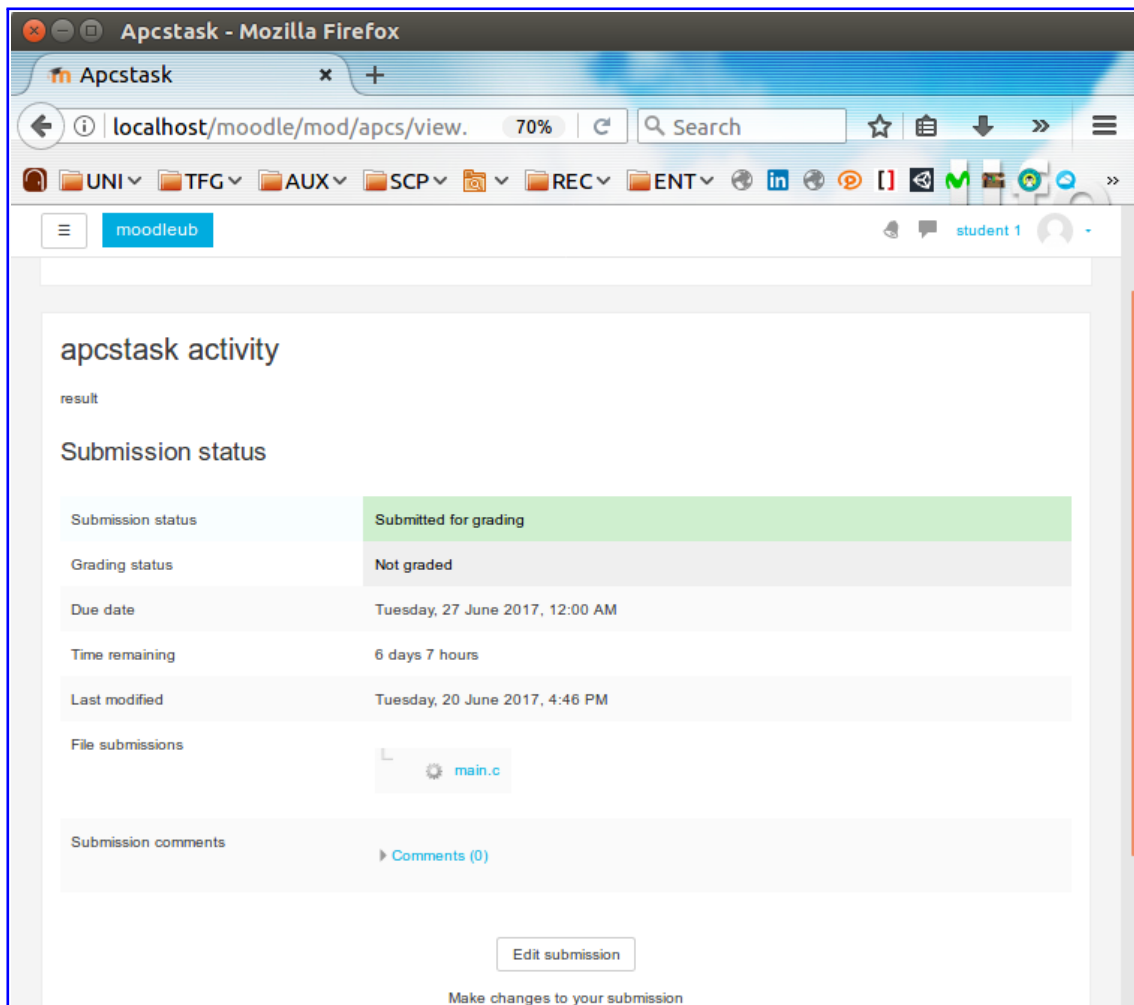 Apcstask - Mozilla Firefox
Apcstask
localhost/moodle/mod/apcs/view. 70% Search
UNI TFG AUX SCP REC ENT in
moodleub student 1
apcstask activity
result
Submission status
Submission status Submitted for grading
Grading status Not graded
Due date Tuesday, 27 June 2017, 12:00 AM
Time remaining 6 days 7 hours
Last modified Tuesday, 20 June 2017, 4:46 PM
File submissions
main.c
Submission comments
Comments (0)
Edit submission
Make changes to your submission